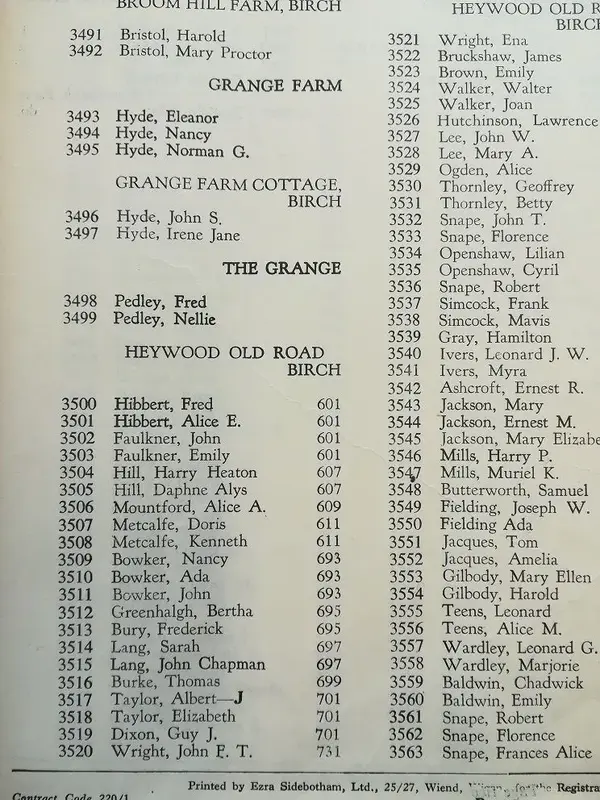 BROOM HILL FARM, BIRCH
3491 Bristol, Harold
3492 Bristol, Mary Proctor
GRANGE FARM
3493 Hyde, Eleanor
3494 Hyde, Nancy
3495 Hyde, Norman G.
GRANGE FARM COTTAGE,
BIRCH
3496 Hyde, John S.
3497 Hyde, Irene Jane
THE GRANGE
3498 Pedley, Fred
3499 Pedley, Nellie
HEYWOOD OLD ROAD
BIRCH
3500 Hibbert, Fred 601
3501 Hibbert, Alice E. 601
3502 Faulkner, John 601
3503 Faulkner, Emily 601
3504 Hill, Harry Heaton 607
3505 Hill, Daphne Alys 607
3506 Mountford, Alice A. 609
3507 Metcalfe, Doris 611
3508 Metcalfe, Kenneth 611
3509 Bowker, Nancy 693
3510 Bowker, Ada 693
3511 Bowker, John 693
3512 Greenhalgh, Bertha 695
3513 Bury, Frederick 695
3514 Lang, Sarah 697
3515 Lang, John Chapman 697
3516 Burke, Thomas 699
3517 Taylor, Albert—J 701
3518 Taylor, Elizabeth 701
3519 Dixon, Guy J. 701
3520 Wright, John F. T. 731
HEYWOOD OLD R
BIRC
3521 Wright, Ena
3522 Bruckshaw, James
3523 Brown, Emily
3524 Walker, Walter
3525 Walker, Joan
3526 Hutchinson, Lawrence
3527 Lee, John W.
3528 Lee, Mary A.
3529 Ogden, Alice
3530 Thornley, Geoffrey
3531 Thornley, Betty
3532 Snape, John T.
3533 Snape, Florence
3534 Openshaw, Lilian
3535 Openshaw, Cyril
3536 Snape, Robert
3537 Simcock, Frank
3538 Simcock, Mavis
3539 Gray, Hamilton
3540 Ivers, Leonard J. W.
3541 Ivers, Myra
3542 Ashcroft, Ernest R.
3543 Jackson, Mary
3544 Jackson, Ernest M.
3545 Jackson, Mary Elizabe
3546 Mills, Harry P.
3547 Mills, Muriel K.
3548 Butterworth, Samuel
3549 Fielding, Joseph W.
3550 Fielding Ada
3551 Jacques, Tom
3552 Jacques, Amelia
3553 Gilbody, Mary Ellen
3554 Gilbody, Harold
3555 Teens, Leonard
3556 Teens, Alice M.
3557 Wardley, Leonard G.
3558 Wardley, Marjorie
3559 Baldwin, Chadwick
3560 Baldwin, Emily
3561 Snape, Robert
3562 Snape, Florence
3563 Snape, Frances Alice
Printed by Ezra Sidebotham, Ltd., 25/27, Wiend, for the Registra
Contract Code 220/1